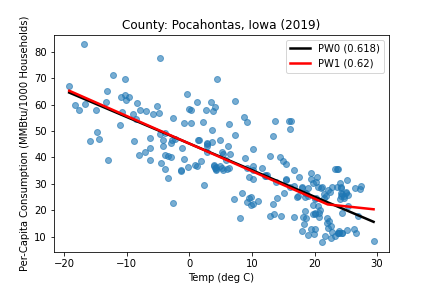 County: Pocahontas, Iowa (2019)
PW0 (0.618)
PW1 (0.62)
Per-Capita Consumption (MMBtu/1000 Households)
80
70
60
50
40
30
20
10
−20 −10 0 10 20 30
Temp (deg C)